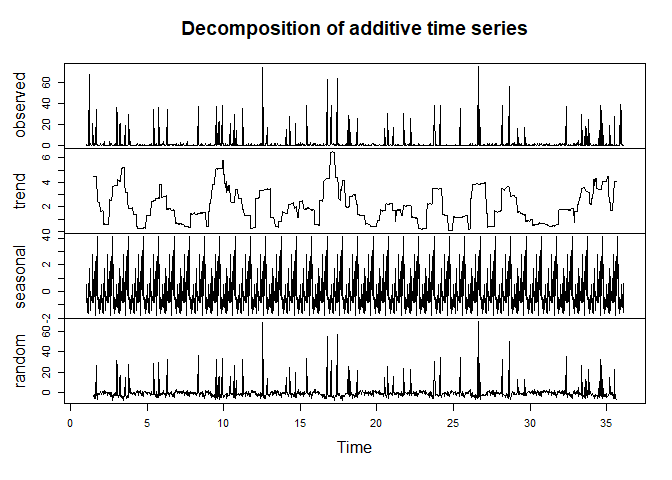 Decomposition of additive time series
observed
0 20 40 60
trend
0 2 4 6
seasonal
-2 0 2 4
random
0 20 40 60
0 5 10 15 20 25 30 35
Time